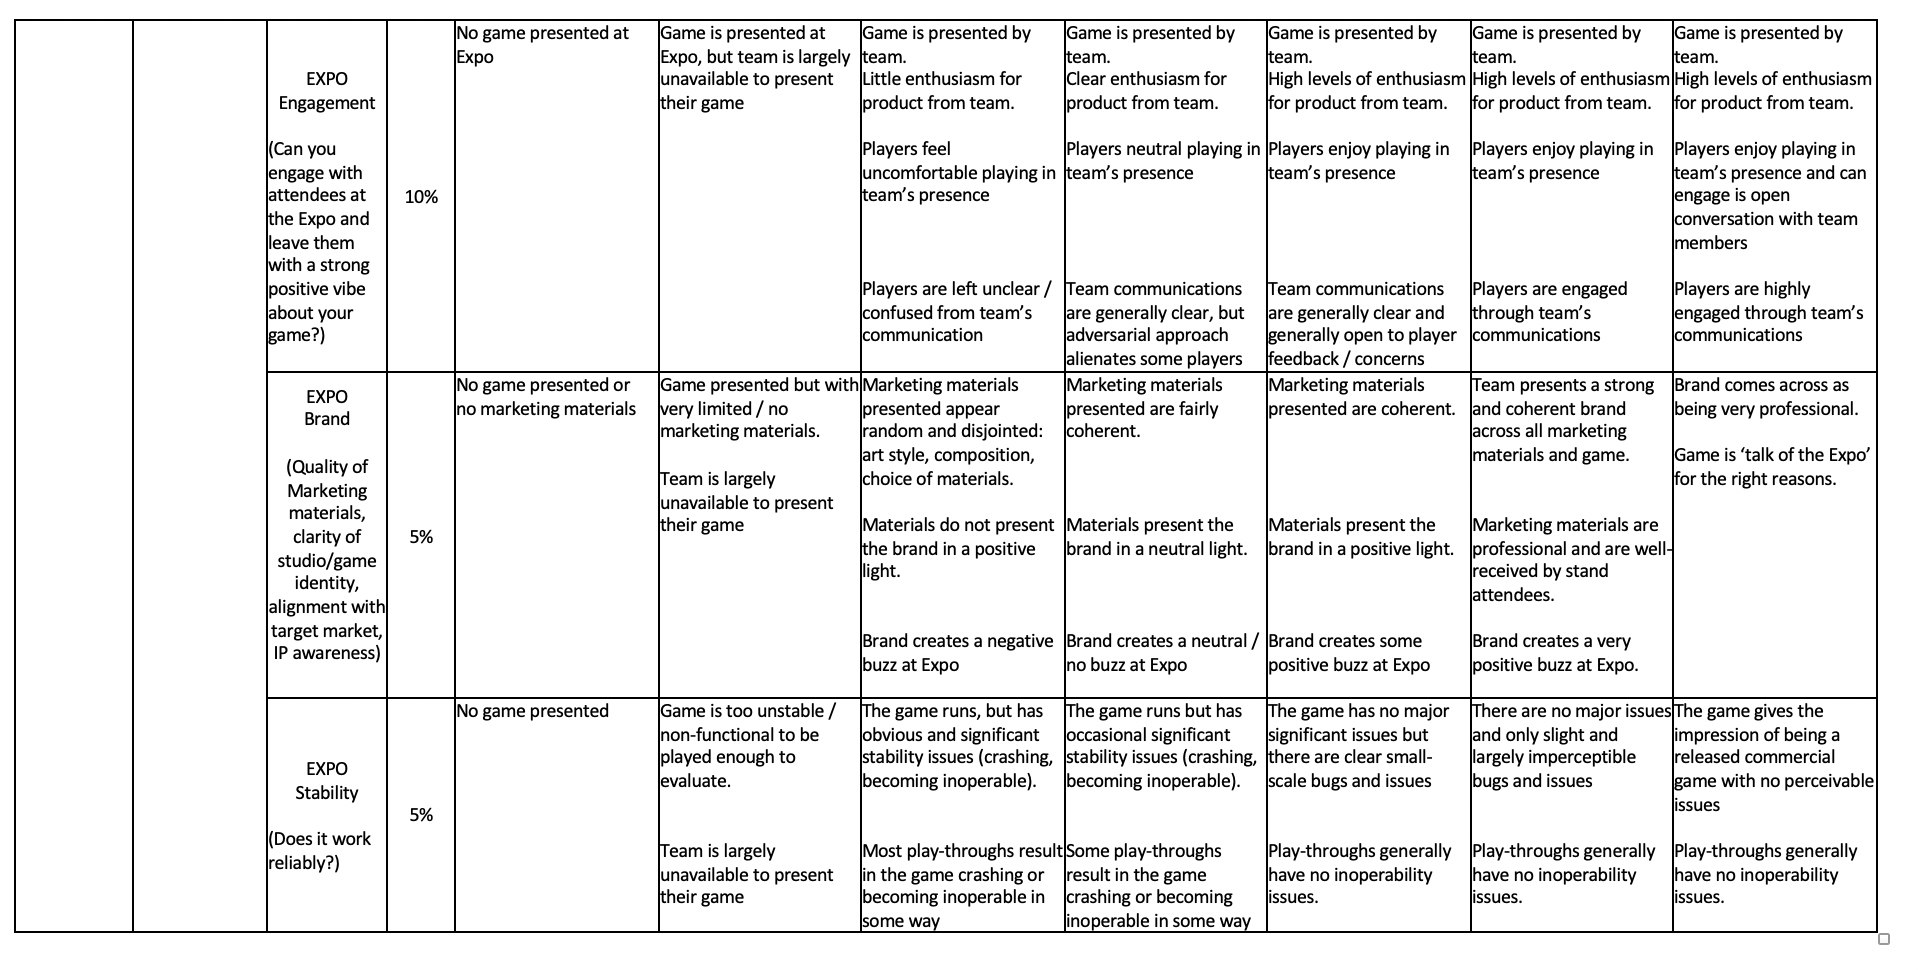 EXPO
Engagement
(Can you
engage with
attendees at
the Expo and
leave them
with a strong
positive vibe
about your
game?)
10%
No game presented at
Expo
Game is presented at
Expo, but team is largely
unavailable to present
their game
Game is presented by
team.
Little enthusiasm for
product from team.
Players feel
uncomfortable playing in
team’s presence
Players are left unclear /
confused from team’s
communication
Game is presented by
team.
Clear enthusiasm for
product from team.
Players neutral playing in
team’s presence
Team communications
are generally clear, but
adversarial approach
alienates some players
Game is presented by
team.
High levels of enthusiasm
for product from team.
Players enjoy playing in
team’s presence
Team communications
are generally clear and
generally open to player
feedback / concerns
Game is presented by
team.
High levels of enthusiasm
for product from team.
Players enjoy playing in
team’s presence
Players are engaged
through team’s
communications
Game is presented by
team.
High levels of enthusiasm
for product from team.
Players enjoy playing in
team’s presence and can
engage is open
conversation with team
members
Players are highly
engaged through team’s
communications
EXPO
Brand
(Quality of
Marketing
materials,
clarity of
studio/game
identity,
alignment with
target market,
IP awareness)
5%
No game presented or
no marketing materials
Game presented but with
very limited / no
marketing materials.
Team is largely
unavailable to present
their game
Marketing materials
presented appear
random and disjointed:
art style, composition,
choice of materials.
Materials do not present
the brand in a positive
light.
Brand creates a negative
buzz at Expo
Marketing materials
presented are fairly
coherent.
Materials present the
brand in a neutral light.
Brand creates a neutral /
no buzz at Expo
Marketing materials
presented are coherent.
Materials present the
brand in a positive light.
Brand creates some
positive buzz at Expo
Team presents a strong
and coherent brand
across all marketing
materials and game.
Marketing materials are
professional and are well-
received by stand
attendees.
Brand creates a very
positive buzz at Expo.
Brand comes across as
being very professional.
Game is ‘talk of the Expo’
for the right reasons.
EXPO
Stability
(Does it work
reliably?)
5%
No game presented
Game is too unstable /
non-functional to be
played enough to
evaluate.
Team is largely
unavailable to present
their game
The game runs, but has
obvious and significant
stability issues (crashing,
becoming inoperable).
Most play-throughs result
in the game crashing or
becoming inoperable in
some way
The game runs but has
occasional significant
stability issues (crashing,
becoming inoperable).
Some play-throughs
result in the game
crashing or becoming
inoperable in some way
The game has no major
significant issues but
there are clear small-
scale bugs and issues
Play-throughs generally
have no inoperability
issues.
There are no major issues
and only slight and
largely imperceptible
bugs and issues
Play-throughs generally
have no inoperability
issues.
The game gives the
impression of being a
released commercial
game with no perceivable
issues
Play-throughs generally
have no inoperability
issues.